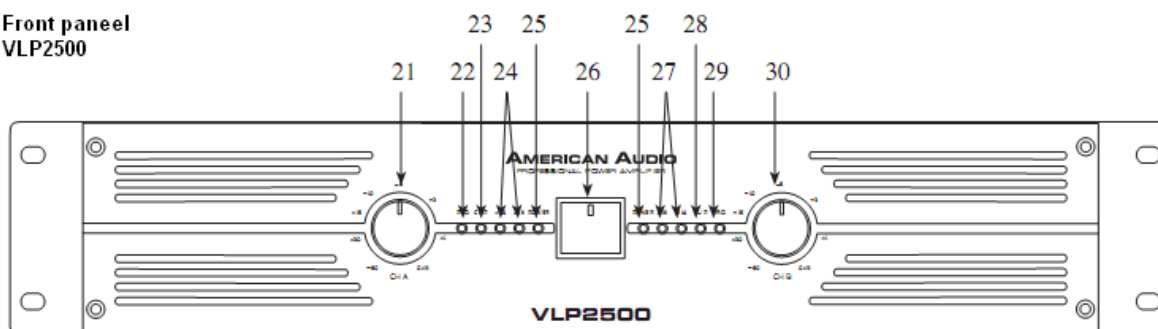 Front paneel
VLP2500
23 25 25 28
21 22 24 26 27 29 30
AMERICAN AUDIO
PROFESSIONAL POWER AMPLIFIER
CH A
CH B
VLP2500